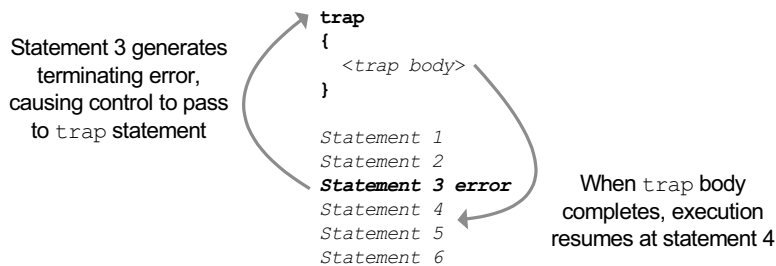 Statement 3 generates
terminating error,
causing control to pass
to trap statement
trap
{
<trap body>
}
Statement 1
Statement 2
Statement 3 error
Statement 4
Statement 5
Statement 6
When trap body
completes, execution
resumes at statement 4